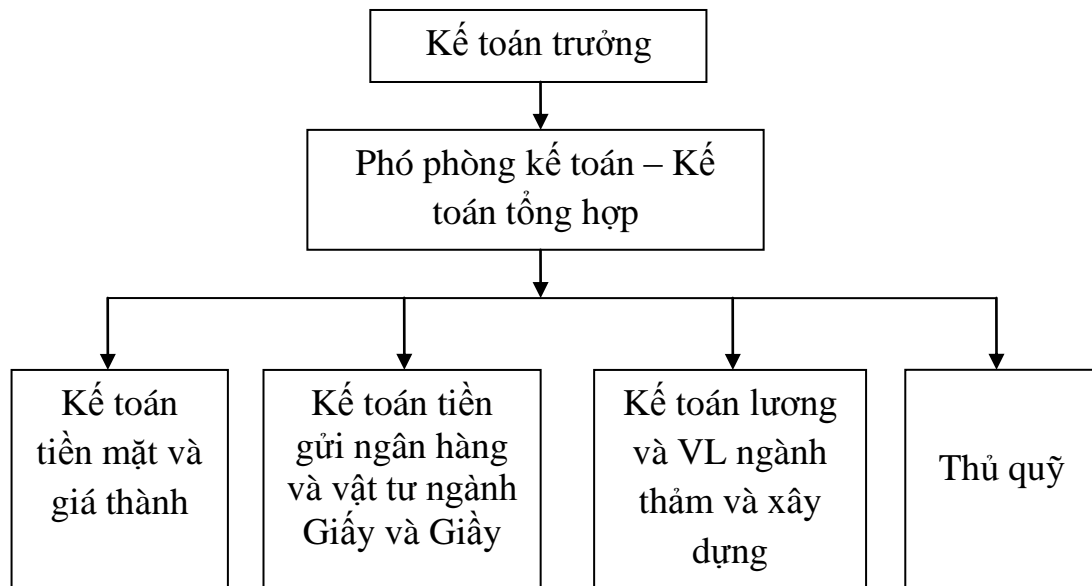 Kế toán trưởng
Phó phòng kế toán – Kế
toán tổng hợp
Kế toán
tiền mặt và
giá thành
Kế toán tiền
gửi ngân hàng
và vật tư ngành
Giấy và Giầy
Kế toán lương
và VL ngành
thảm và xây
dựng
Thủ quỹ